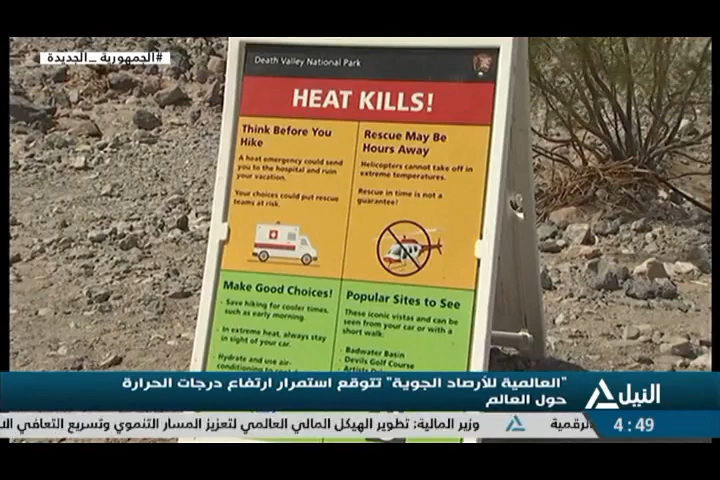 #الجمهورية_الجديدة
Death Valley National Park
HEAT KILLS!
Think Before You
Hike
A heat emergency could send
you to the hospital and ruin
your vacation.
Your choices could put rescue
teams at risk.
Rescue May Be
Hours Away
Helicopters cannot take off in
extreme temperatures.
Rescue in time is not a
guarantee!
Make Good Choices!
- Save hiking for cooler times,
such as early morning.
- In extreme heat, always stay
in sight of your car.
- Hydrate and use air-
conditioning to
Popular Sites to See
These iconic vistas and can be
seen from your car or with a
short walk:
- Badwater Basin
- Devils Golf Course
- Artists
"العالمية للأرصاد الجوية" تتوقع استمرار ارتفاع درجات الحرارة
حول العالم
النيل
وزير المالية: تطوير الهيكل المالي العالمي لتعزيز المسار التنموي وتسريع التعافي
الرقمية
4:49